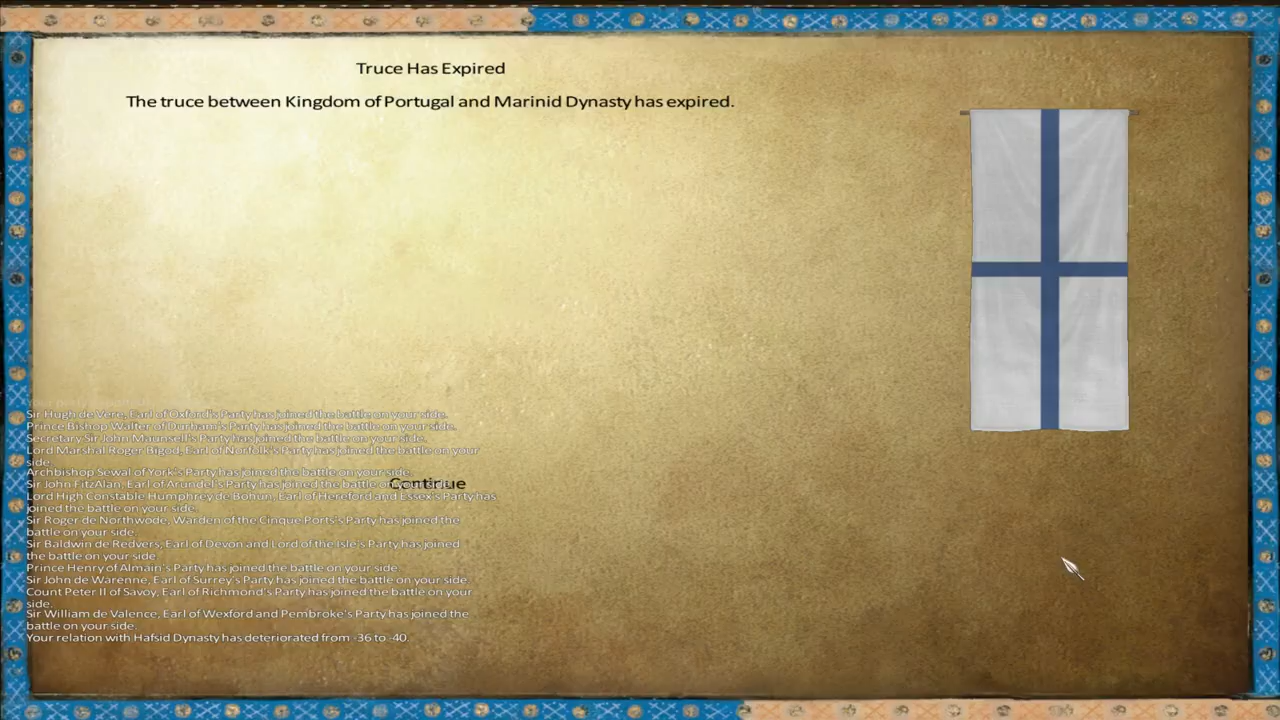 Truce Has Expired
The truce between Kingdom of Portugal and Marinid Dynasty has expired.
Sir Hugh de Vere, Earl of Oxford's Party has joined the battle on your side.
Prince Bishop Walter of Durham's Party has joined the battle on your side.
Secretary Sir John Maunsell's Party has joined the battle on your side.
Lord Marshal Roger Bigod, Earl of Norfolk's Party has joined the battle on your
side.
Archbishop Sewal of York's Party has joined the battle on your side.
Sir John FitzAlan, Earl of Arundel's Party has joined the battle on your side.
Continue
Lord High Constable Humphrey de Bohun, Earl of Hereford and Essex's Party has
joined the battle on your side.
Sir Roger de Northwode, Warden of the Cinque Ports's Party has joined the
battle on your side.
Sir Baldwin de Redvers, Earl of Devon and Lord of the Isle's Party has joined
the battle on your side.
Prince Henry of Almain's Party has joined the battle on your side.
Sir John de Warenne, Earl of Surrey's Party has joined the battle on your side.
Count Peter II of Savoy, Earl of Richmond's Party has joined the battle on your
side.
Sir William de Valence, Earl of Wexford and Pembroke's Party has joined the
battle on your side.
Your relation with Hafsid Dynasty has deteriorated from -36 to -40.